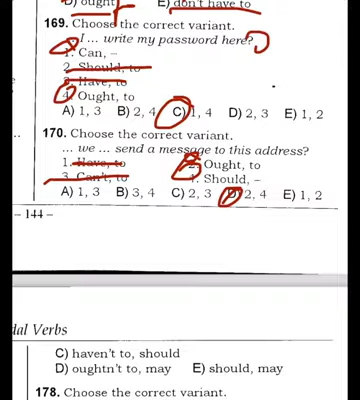 D) ought E) don't have to
169. Choose the correct variant.
... I ... write my password here?
1. Can, –
2. Should, to
3. Have, to
4. Ought, to
A) 1, 3 B) 2, 4 C) 1, 4 D) 2, 3 E) 1, 2
170. Choose the correct variant.
... we ... send a message to this address?
1. Have, to 2. Ought, to
3. Can't, to 4. Should, –
A) 1, 3 B) 3, 4 C) 2, 3 D) 2, 4 E) 1, 2
– 144 –
dal Verbs
C) haven't to, should
D) oughtn't to, may E) should, may
178. Choose the correct variant.